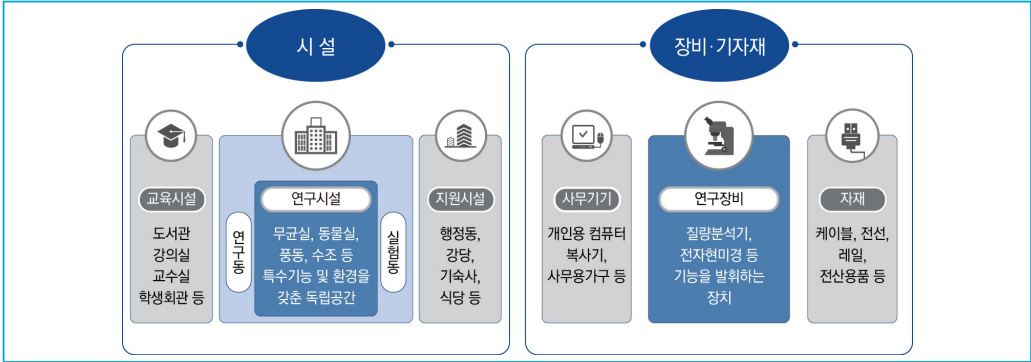 시 설
교육시설
도서관
강의실
교수실
학생회관 등
연구동
연구시설
무균실, 동물실,
풍동, 수조 등
특수기능 및 환경을
갖춘 독립공간
실험동
지원시설
행정동,
강당,
기숙사,
식당 등
장비·기자재
사무기기
개인용 컴퓨터
복사기,
사무용가구 등
연구장비
질량분석기,
전자현미경 등
기능을 발휘하는
장치
자재
케이블, 전선,
레일,
전산용품 등